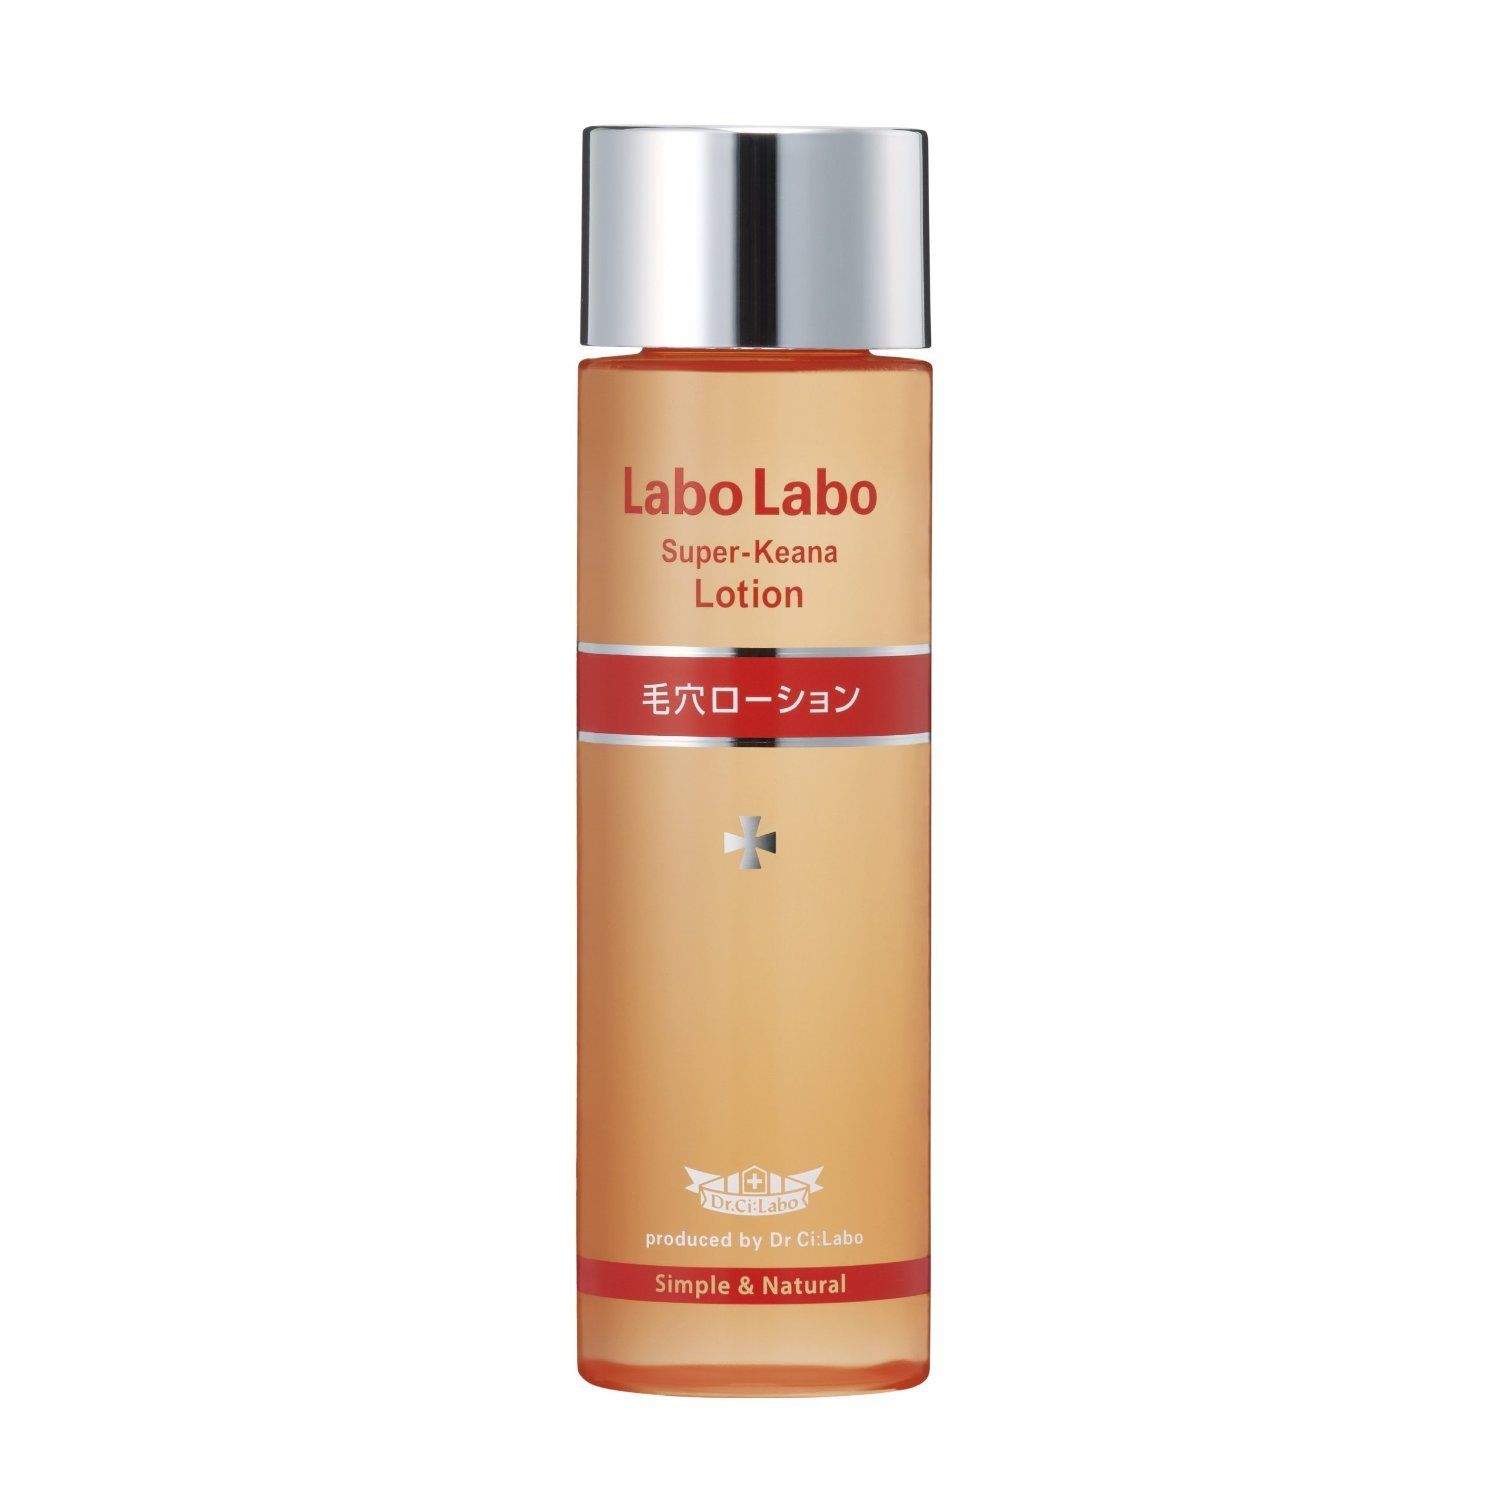 Labo Labo
Super-Keana
Lotion
毛穴ローション
Dr.Ci:Labo
produced by Dr Ci:Labo
Simple & Natural